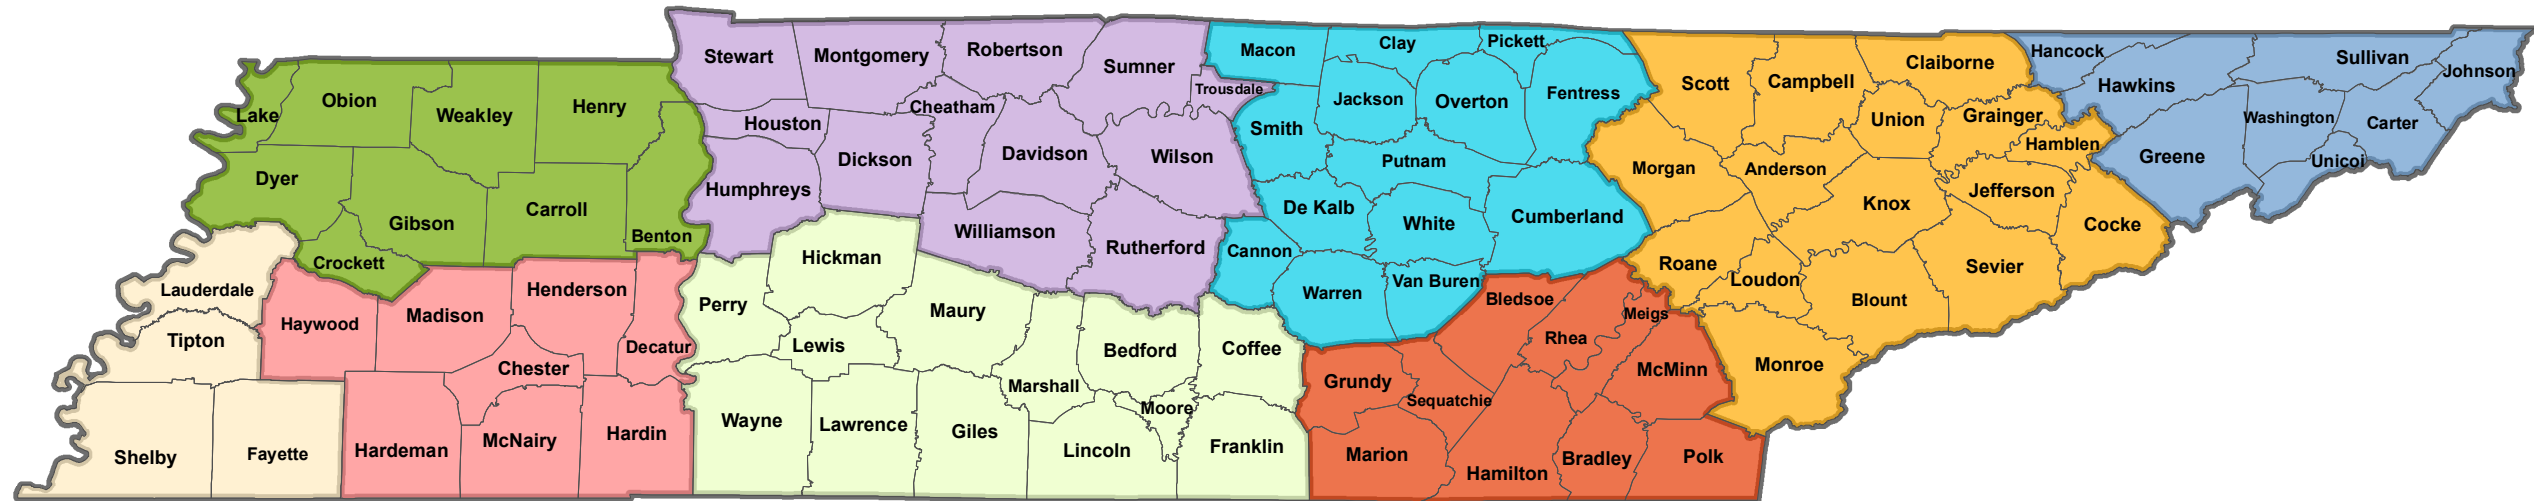 Stewart
Montgomery
Robertson
Sumner
Macon
Clay
Pickett
Scott
Campbell
Claiborne
Hancock
Hawkins
Sullivan
Johnson
Lake
Obion
Weakley
Henry
Houston
Cheatham
Trousdale
Smith
Jackson
Overton
Fentress
Union
Grainger
Hamblen
Washington
Carter
Dyer
Gibson
Carroll
Benton
Humphreys
Dickson
Davidson
Wilson
Putnam
Morgan
Anderson
Knox
Jefferson
Greene
Unicoi
Crockett
Hickman
Williamson
Rutherford
De Kalb
White
Cumberland
Cannon
Roane
Loudon
Blount
Sevier
Cocke
Lauderdale
Tipton
Haywood
Madison
Henderson
Decatur
Perry
Lewis
Maury
Bedford
Coffee
Warren
Van Buren
Bledsoe
Rhea
Meigs
McMinn
Monroe
Chester
Marshall
Moore
Grundy
Sequatchie
Shelby
Fayette
Hardeman
McNairy
Hardin
Wayne
Lawrence
Giles
Lincoln
Franklin
Marion
Hamilton
Bradley
Polk